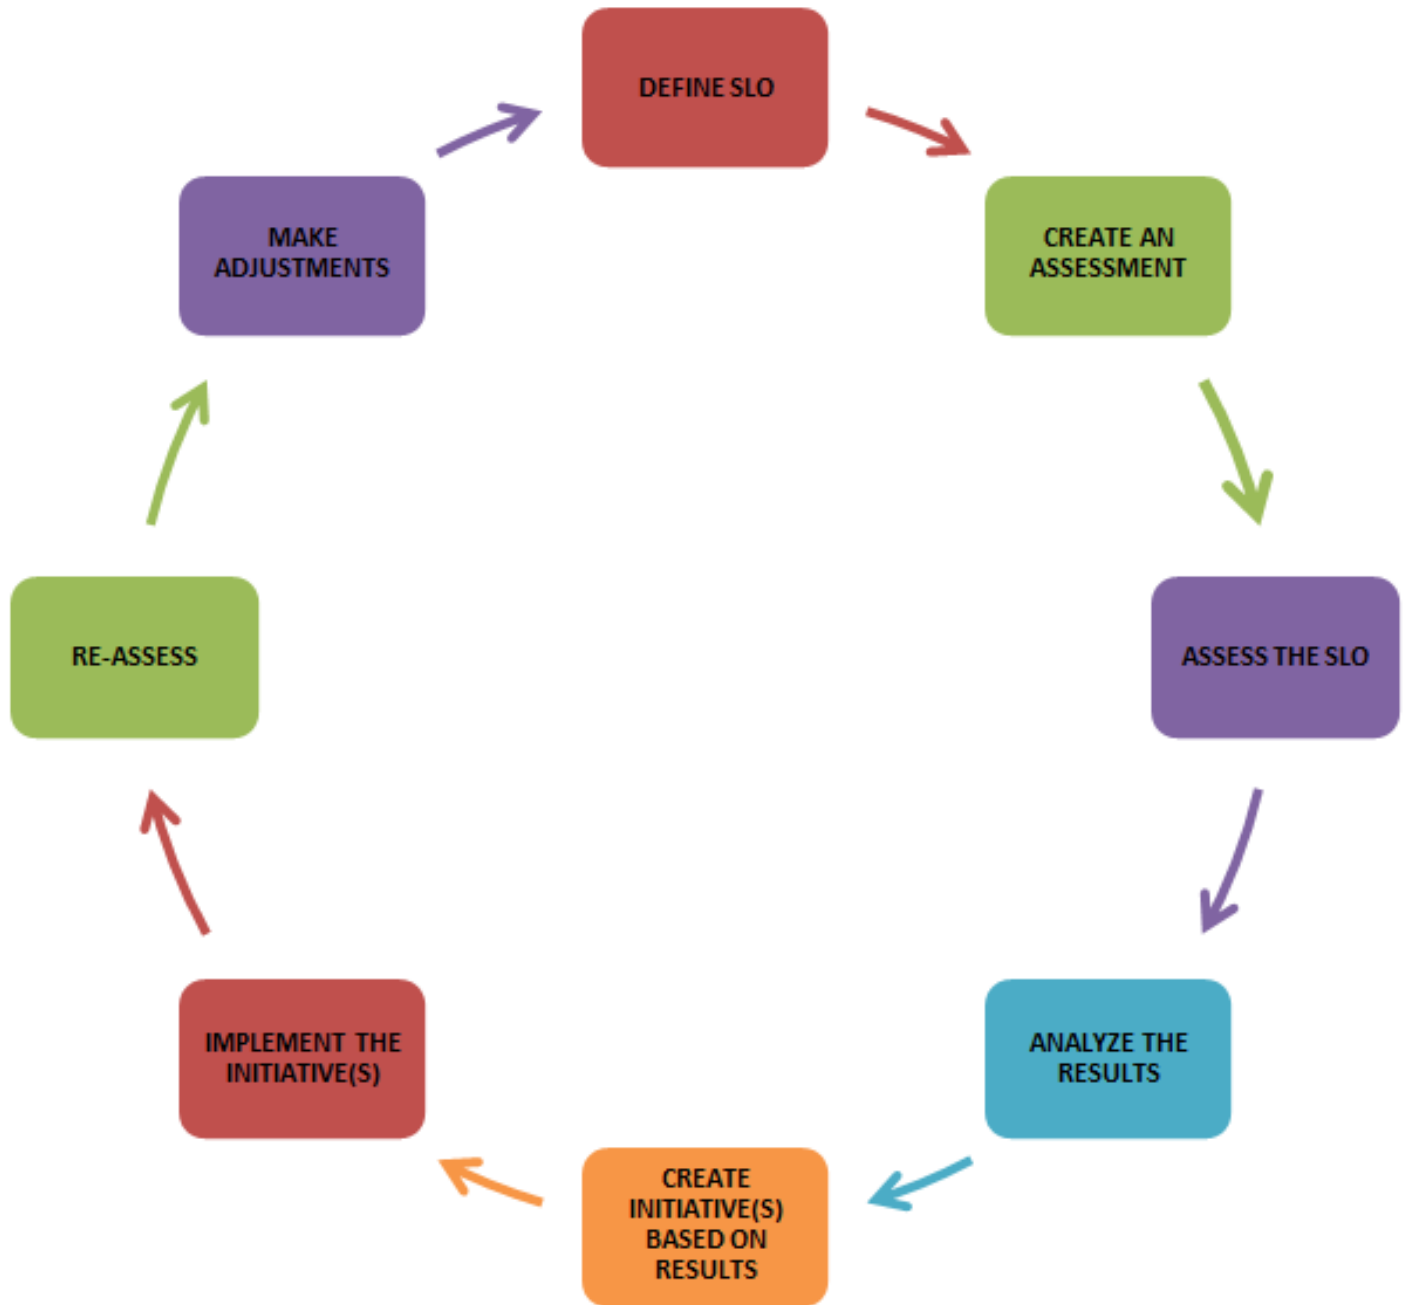 DEFINE SLO
CREATE AN
ASSESSMENT
ASSESS THE SLO
ANALYZE THE
RESULTS
CREATE
INITIATIVE(S)
BASED ON
RESULTS
IMPLEMENT THE
INITIATIVE(S)
RE-ASSESS
MAKE
ADJUSTMENTS